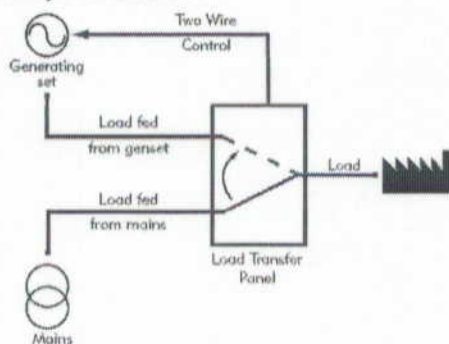 Two Wire
Control
Generating
set
Load fed
from genset
Load
Load fed
from mains
Load Transfer
Panel
Mains